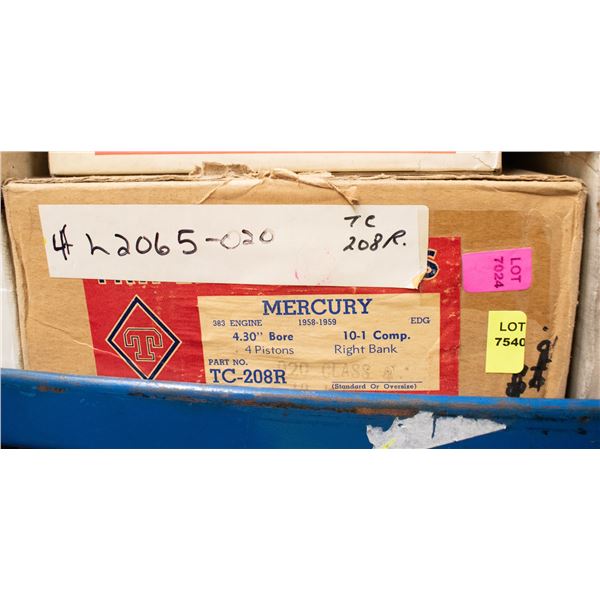 4 L2065-020
TC
208R.
LOT
7024
MERCURY
383 ENGINE 1958-1959 EDG
4.30" Bore 10-1 Comp.
4 Pistons Right Bank
PART NO.
TC-208R
(Standard Or Oversize)
LOT
7540
T